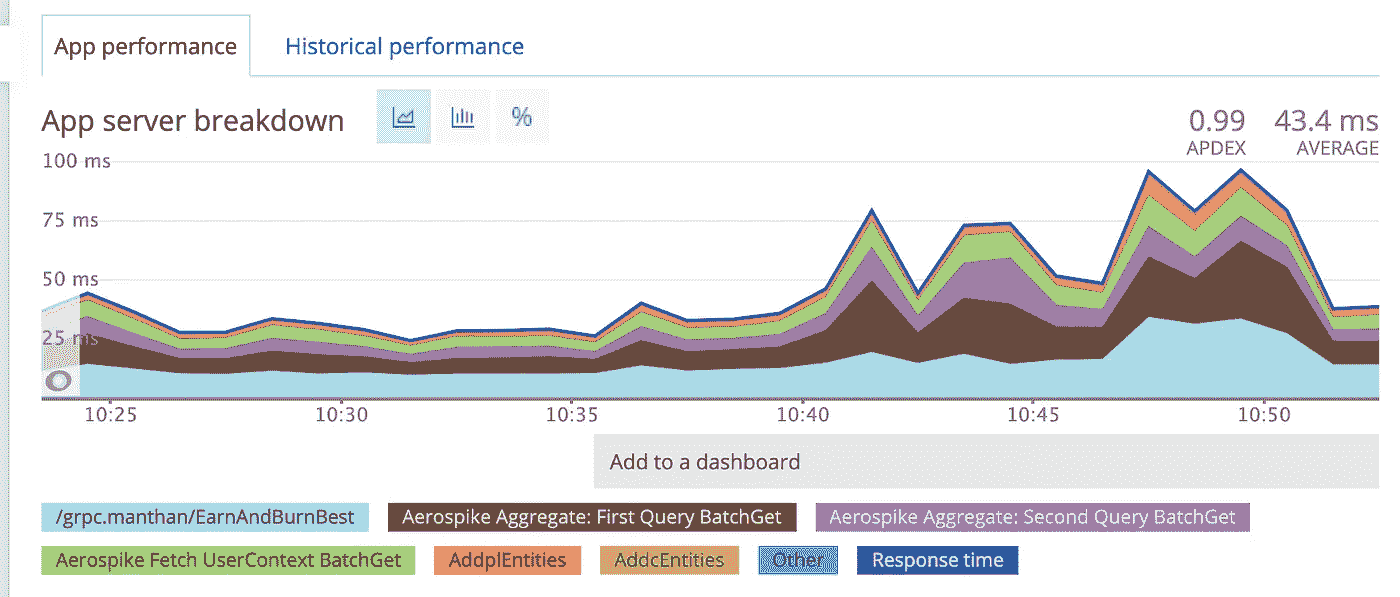 App performance Historical performance
App server breakdown % 0.99 43.4 ms
APDEX AVERAGE
100 ms
75 ms
50 ms
25 ms
10:25 10:30 10:35 10:40 10:45 10:50
Add to a dashboard
/grpc.manthan/EarnAndBurnBest Aerospike Aggregate: First Query BatchGet Aerospike Aggregate: Second Query BatchGet
Aerospike Fetch UserContext BatchGet AddplEntities AddcEntities Other Response time